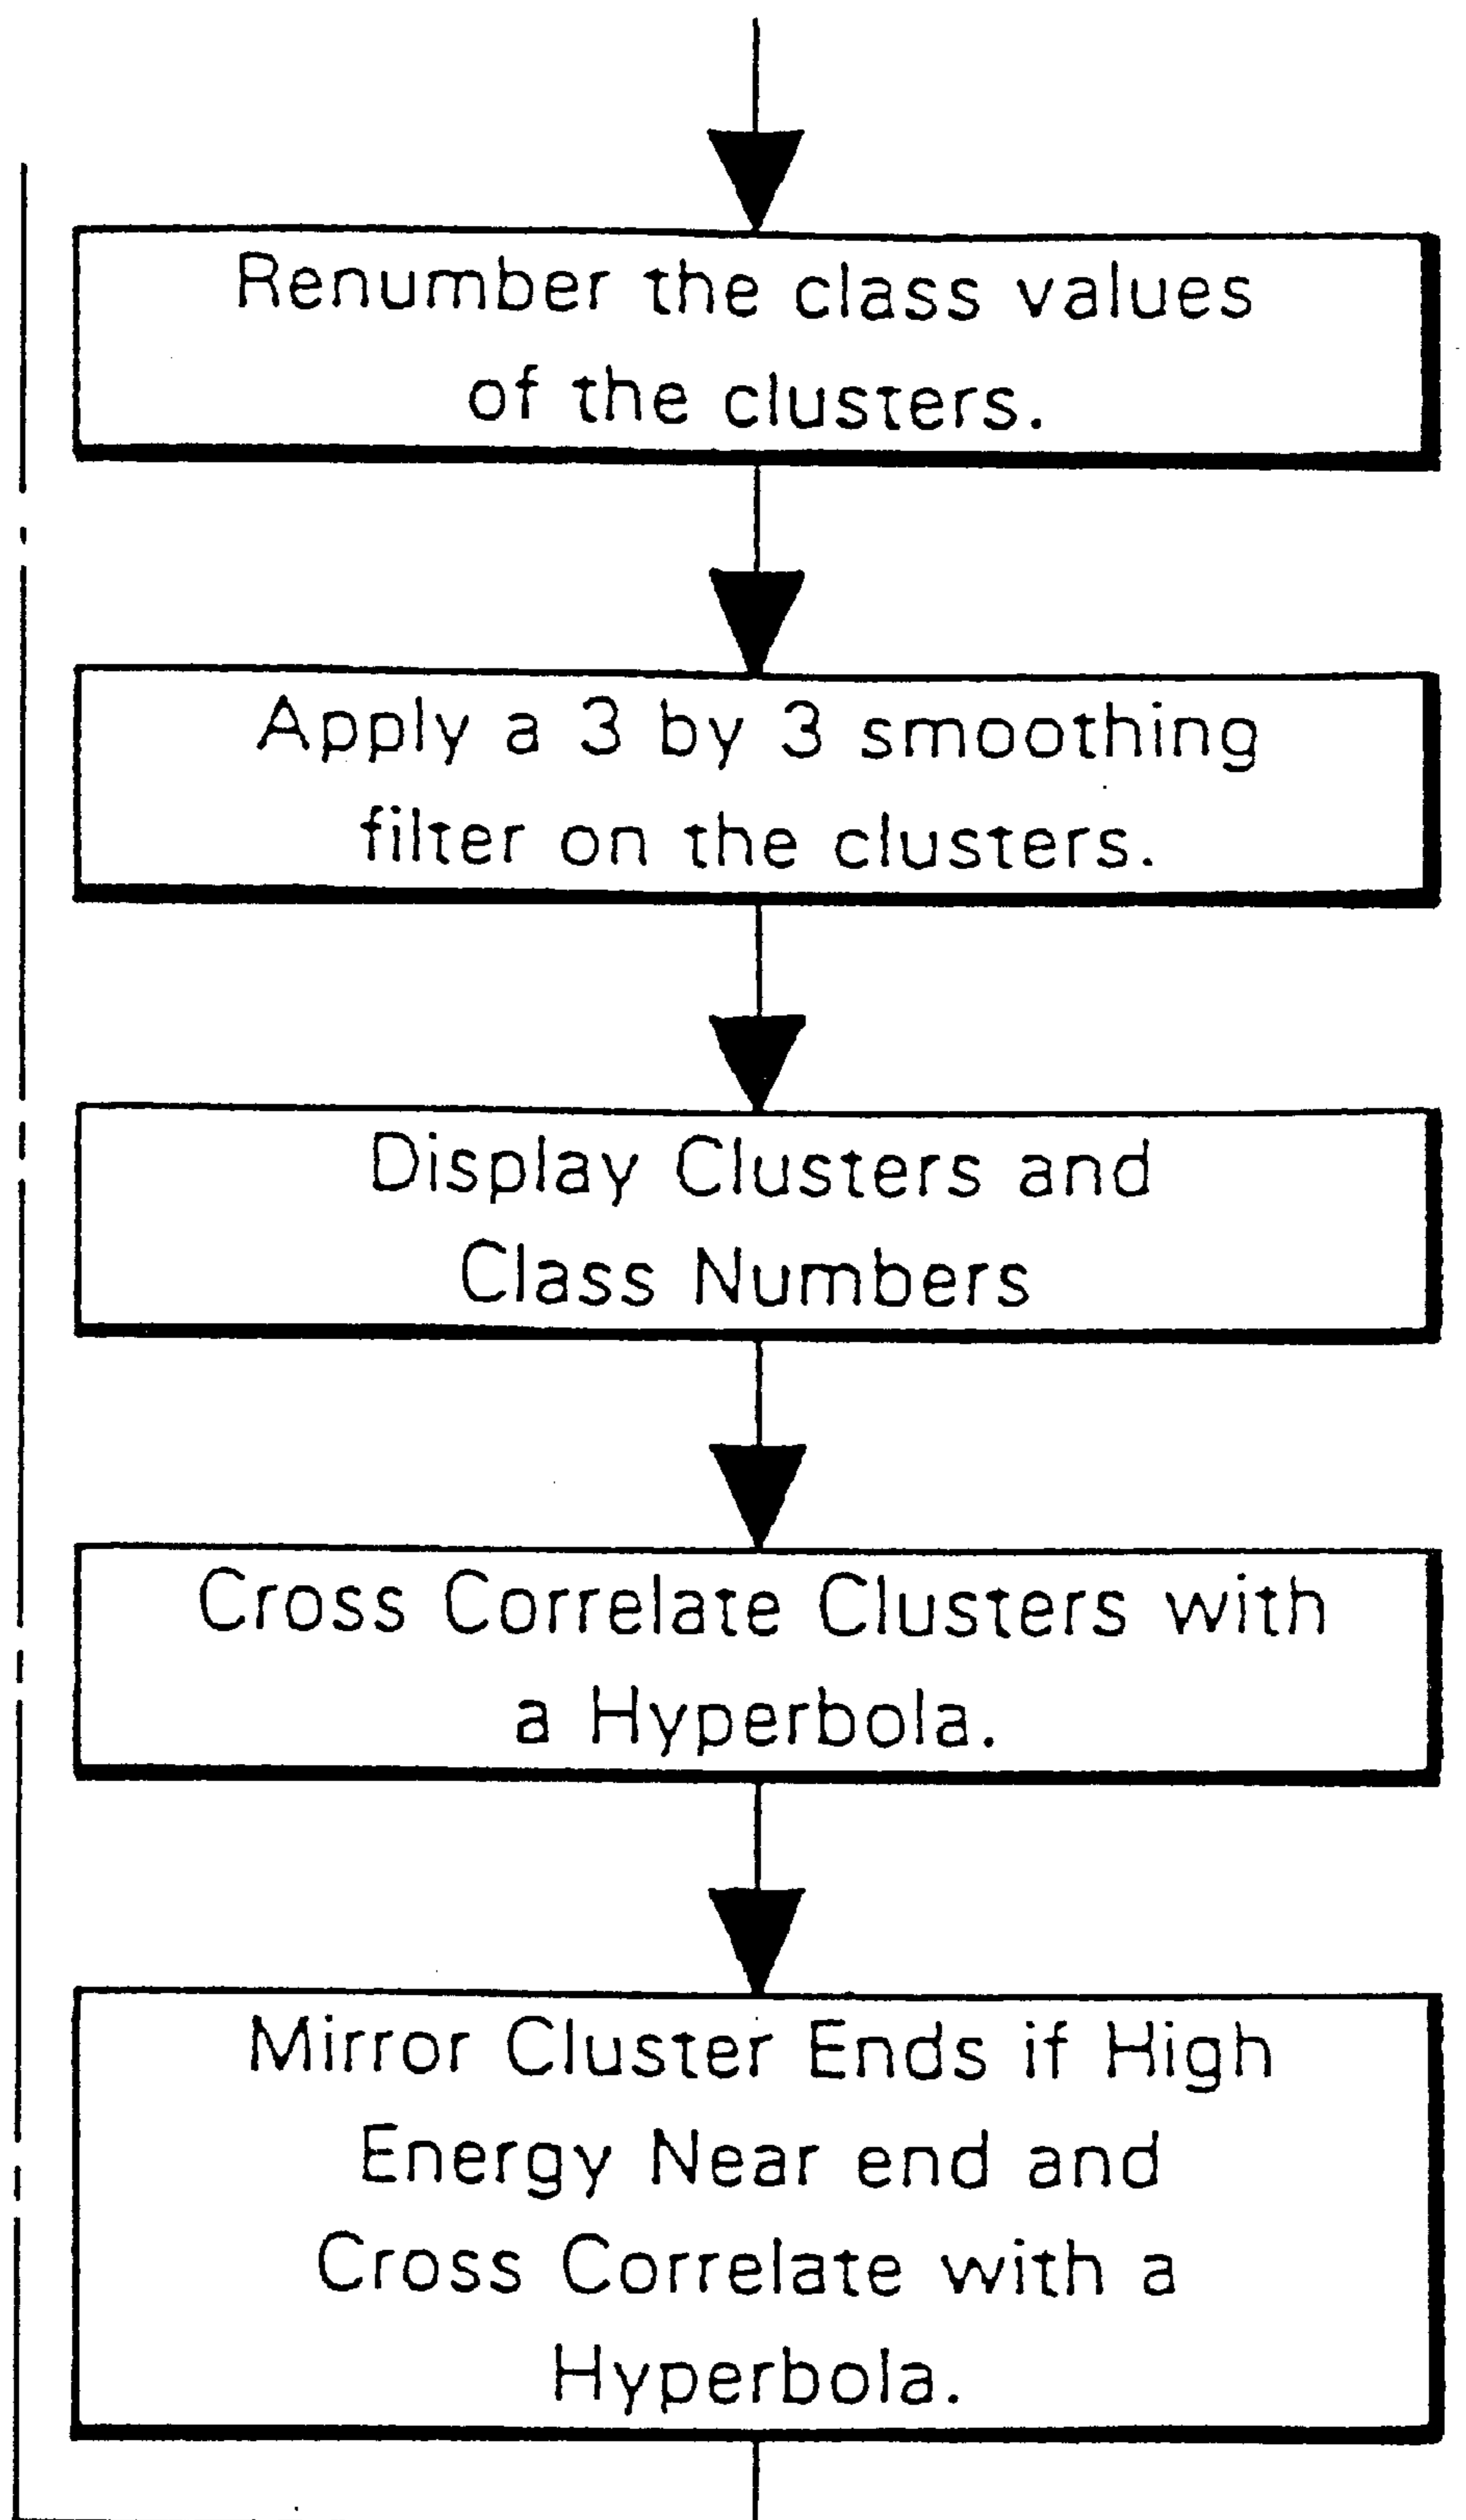 Renumber the class values
of the clusters.
Apply a 3 by 3 smoothing
filter on the clusters.
Display Clusters and
Class Numbers
Cross Correlate Clusters with
a Hyperbola.
Mirror Cluster Ends if High
Energy Near end and
Cross Correlate with a
Hyperbola.